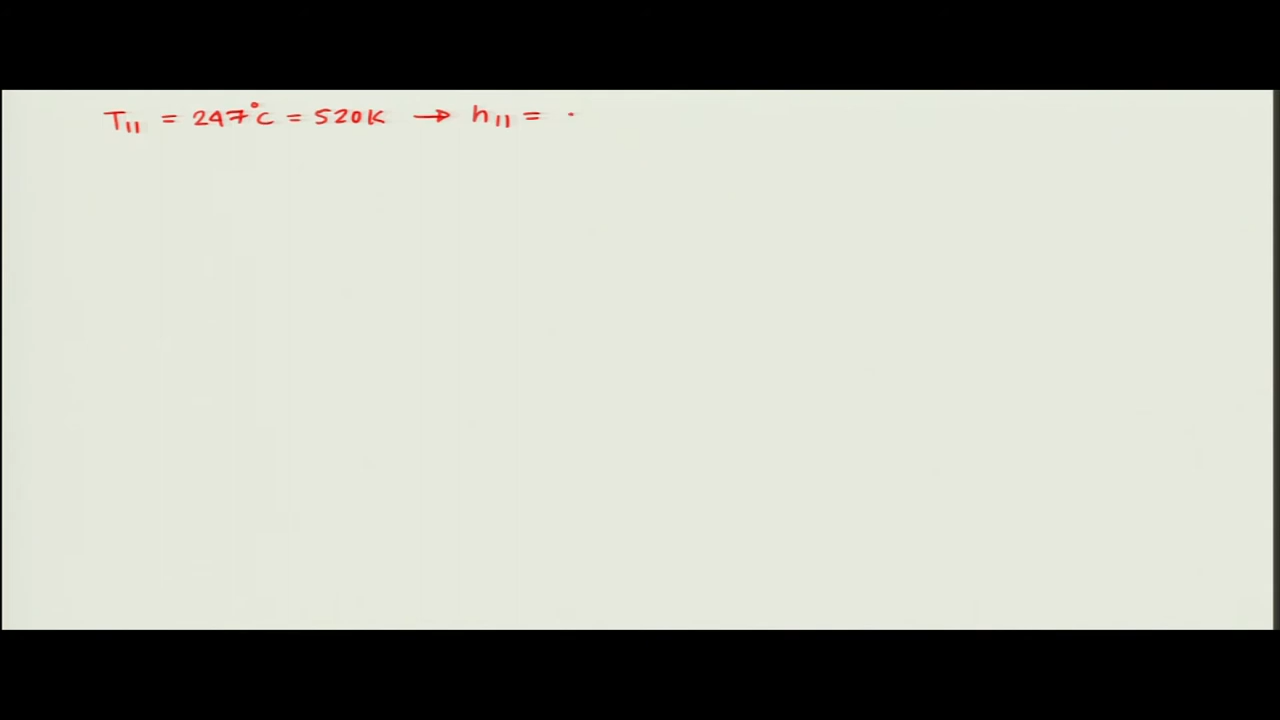 T₁₁ = 247°C = 520K → h₁₁ =